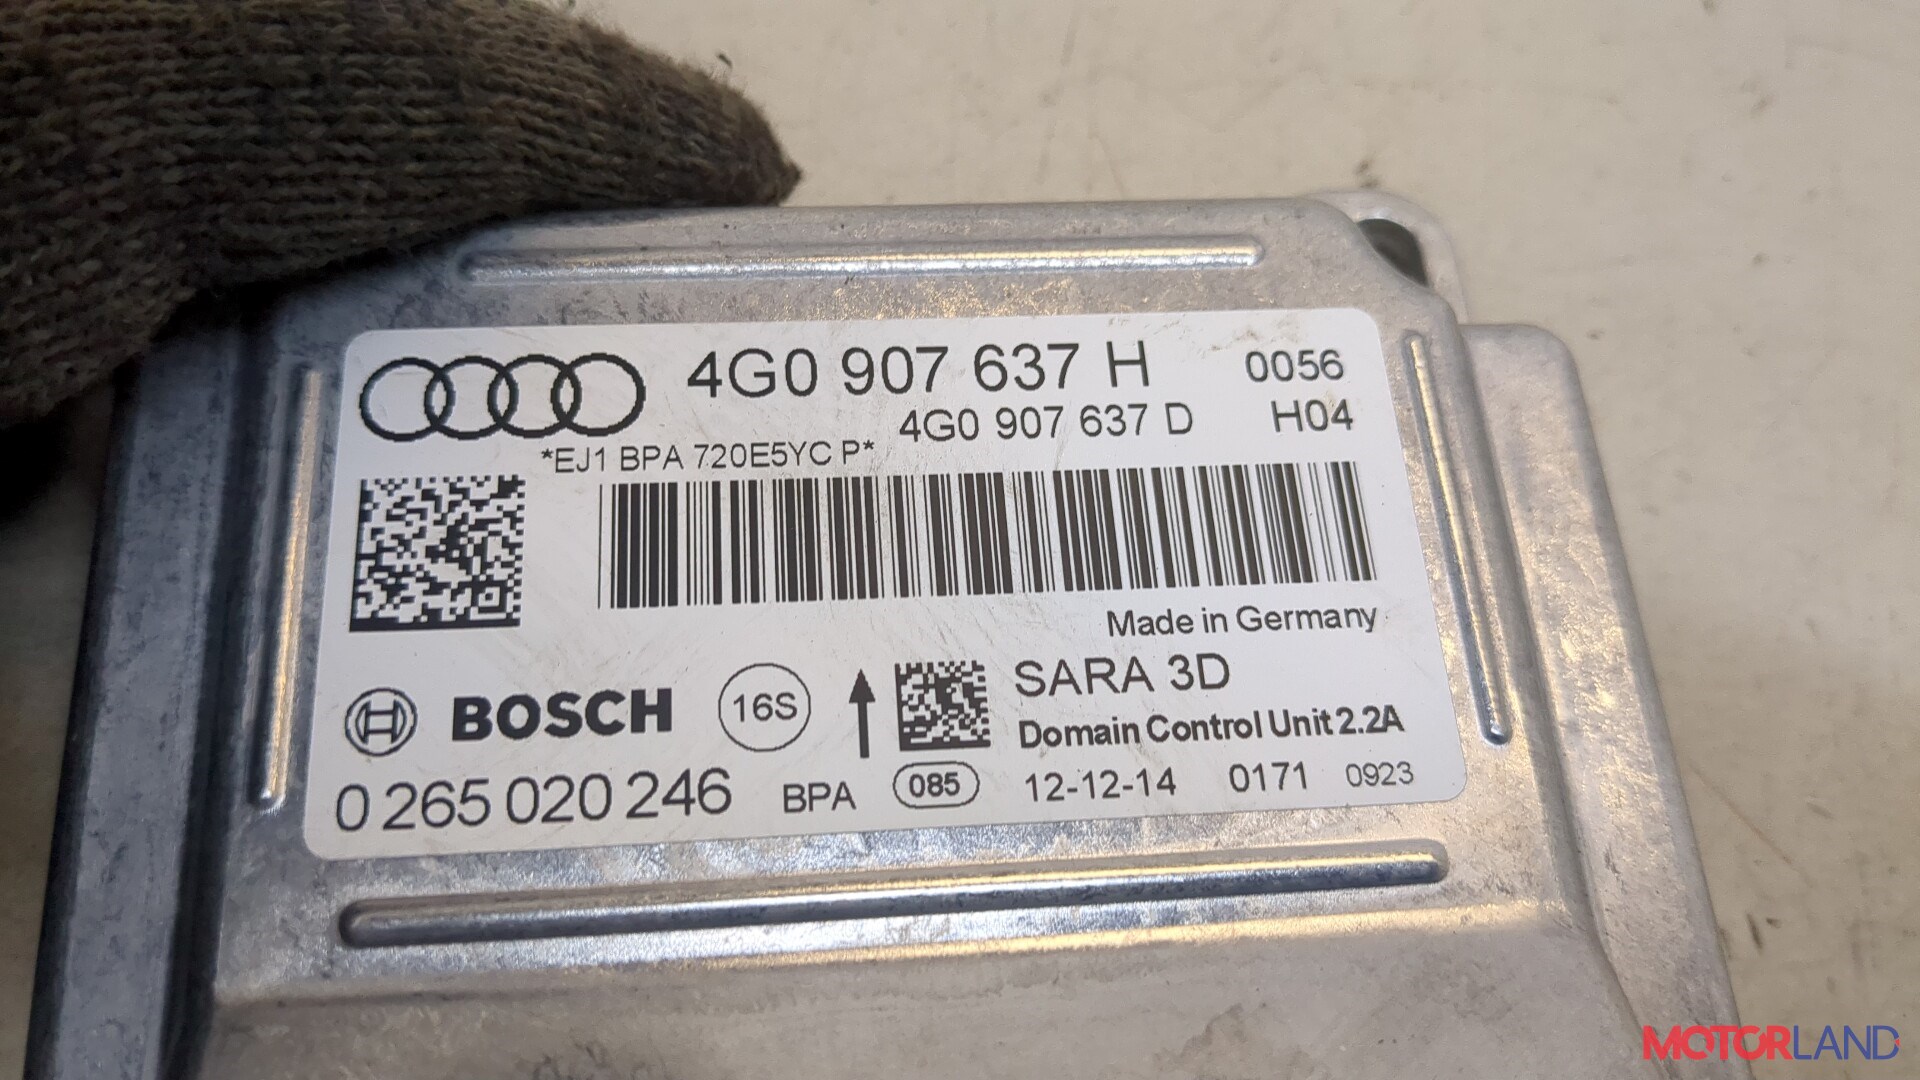 4G0 907 637 H 0056
4G0 907 637 D H04
*EJ1 BPA 720E5YC P*
Made in Germany
BOSCH 16S SARA 3D
Domain Control Unit 2.2A
0 265 020 246 BPA 085 12-12-14 0171 0923
MOTORLAND